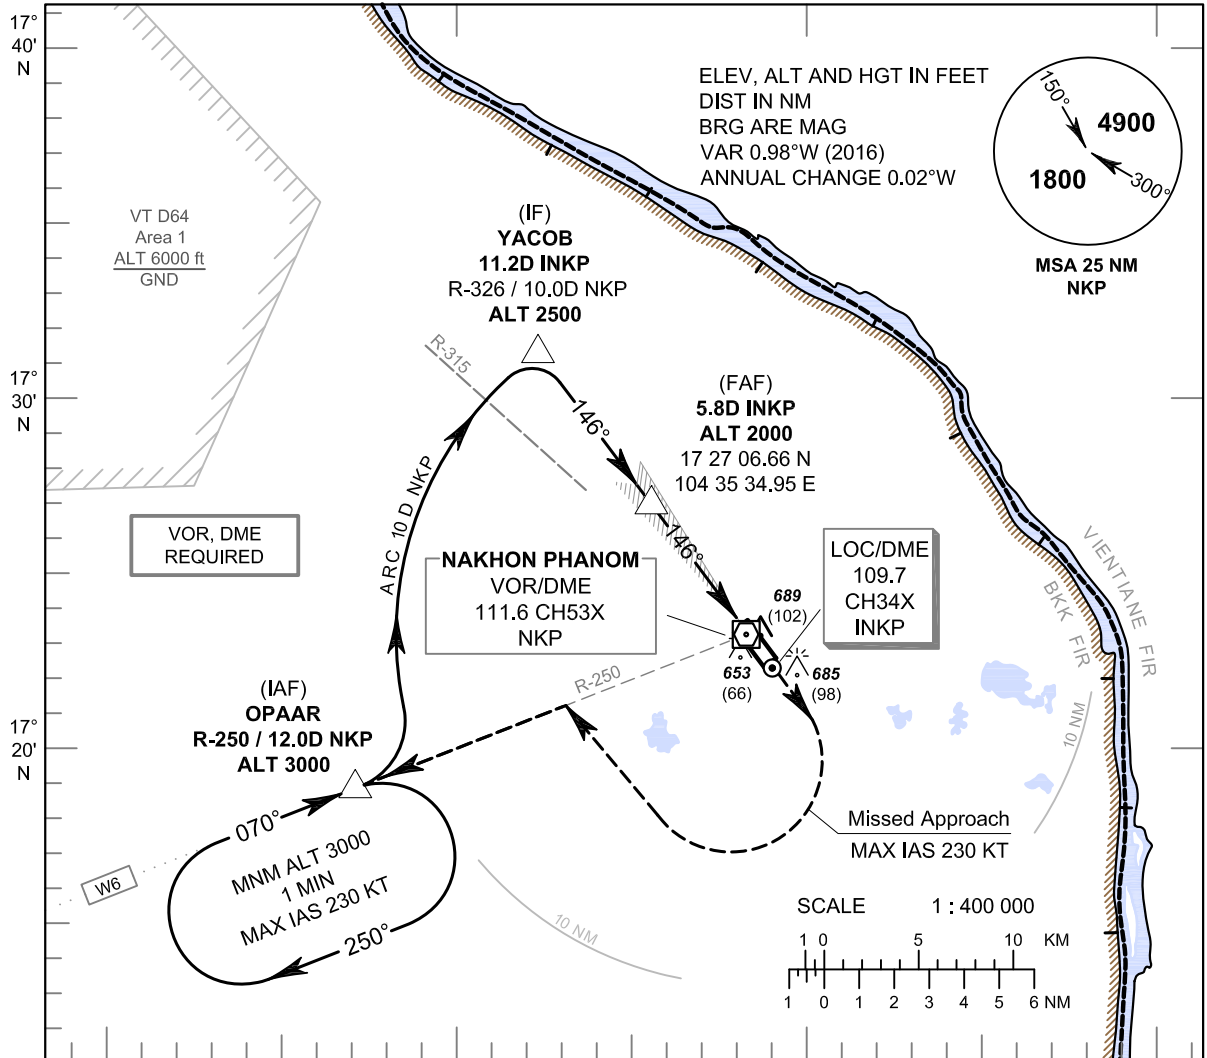 17°
40'
N
ELEV, ALT AND HGT IN FEET
DIST IN NM
BRG ARE MAG
VAR 0.98°W (2016)
ANNUAL CHANGE 0.02°W
150°
4900
1800
300°
MSA 25 NM
NKP
VT D64
Area 1
ALT 6000 ft
GND
(IF)
YACOB
11.2D INKP
R-326 / 10.0D NKP
ALT 2500
R-315
17°
30'
N
146°
(FAF)
5.8D INKP
ALT 2000
17 27 06.66 N
104 35 34.95 E
ARC 10 D NKP
VOR, DME
REQUIRED
146°
NAKHON PHANOM
VOR/DME
111.6 CH53X
NKP
LOC/DME
109.7
CH34X
INKP
VIENTIANE FIR
BKK FIR
689
(102)
653
(66)
685
(98)
R-250
(IAF)
OPAAR
R-250 / 12.0D NKP
ALT 3000
17°
20'
N
10 NM
070°
MNM ALT 3000
1 MIN
MAX IAS 230 KT
250°
W6
Missed Approach
MAX IAS 230 KT
10 NM
SCALE 1 : 400 000
1 0 5 10 KM
1 0 1 2 3 4 5 6 NM